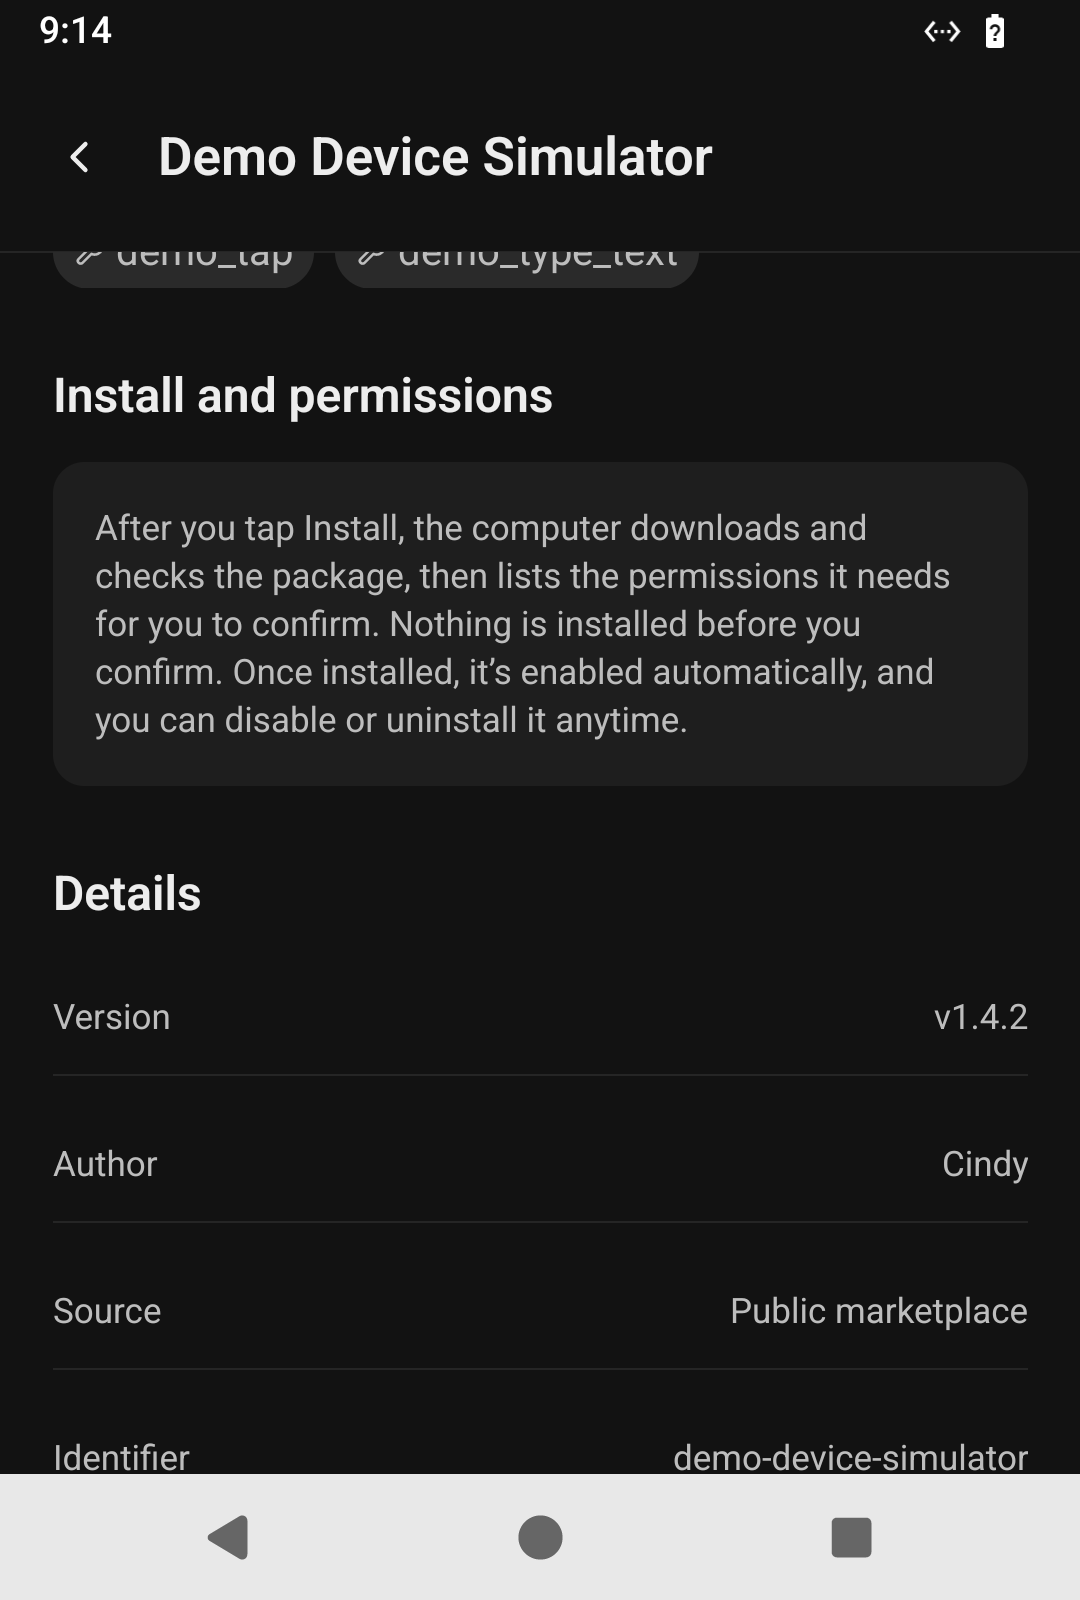 9:14
Demo Device Simulator
demo_tap
demo_type_text
Install and permissions
After you tap Install, the computer downloads and
checks the package, then lists the permissions it needs
for you to confirm. Nothing is installed before you
confirm. Once installed, it’s enabled automatically, and
you can disable or uninstall it anytime.
Details
Version
v1.4.2
Author
Cindy
Source
Public marketplace
Identifier
demo-device-simulator